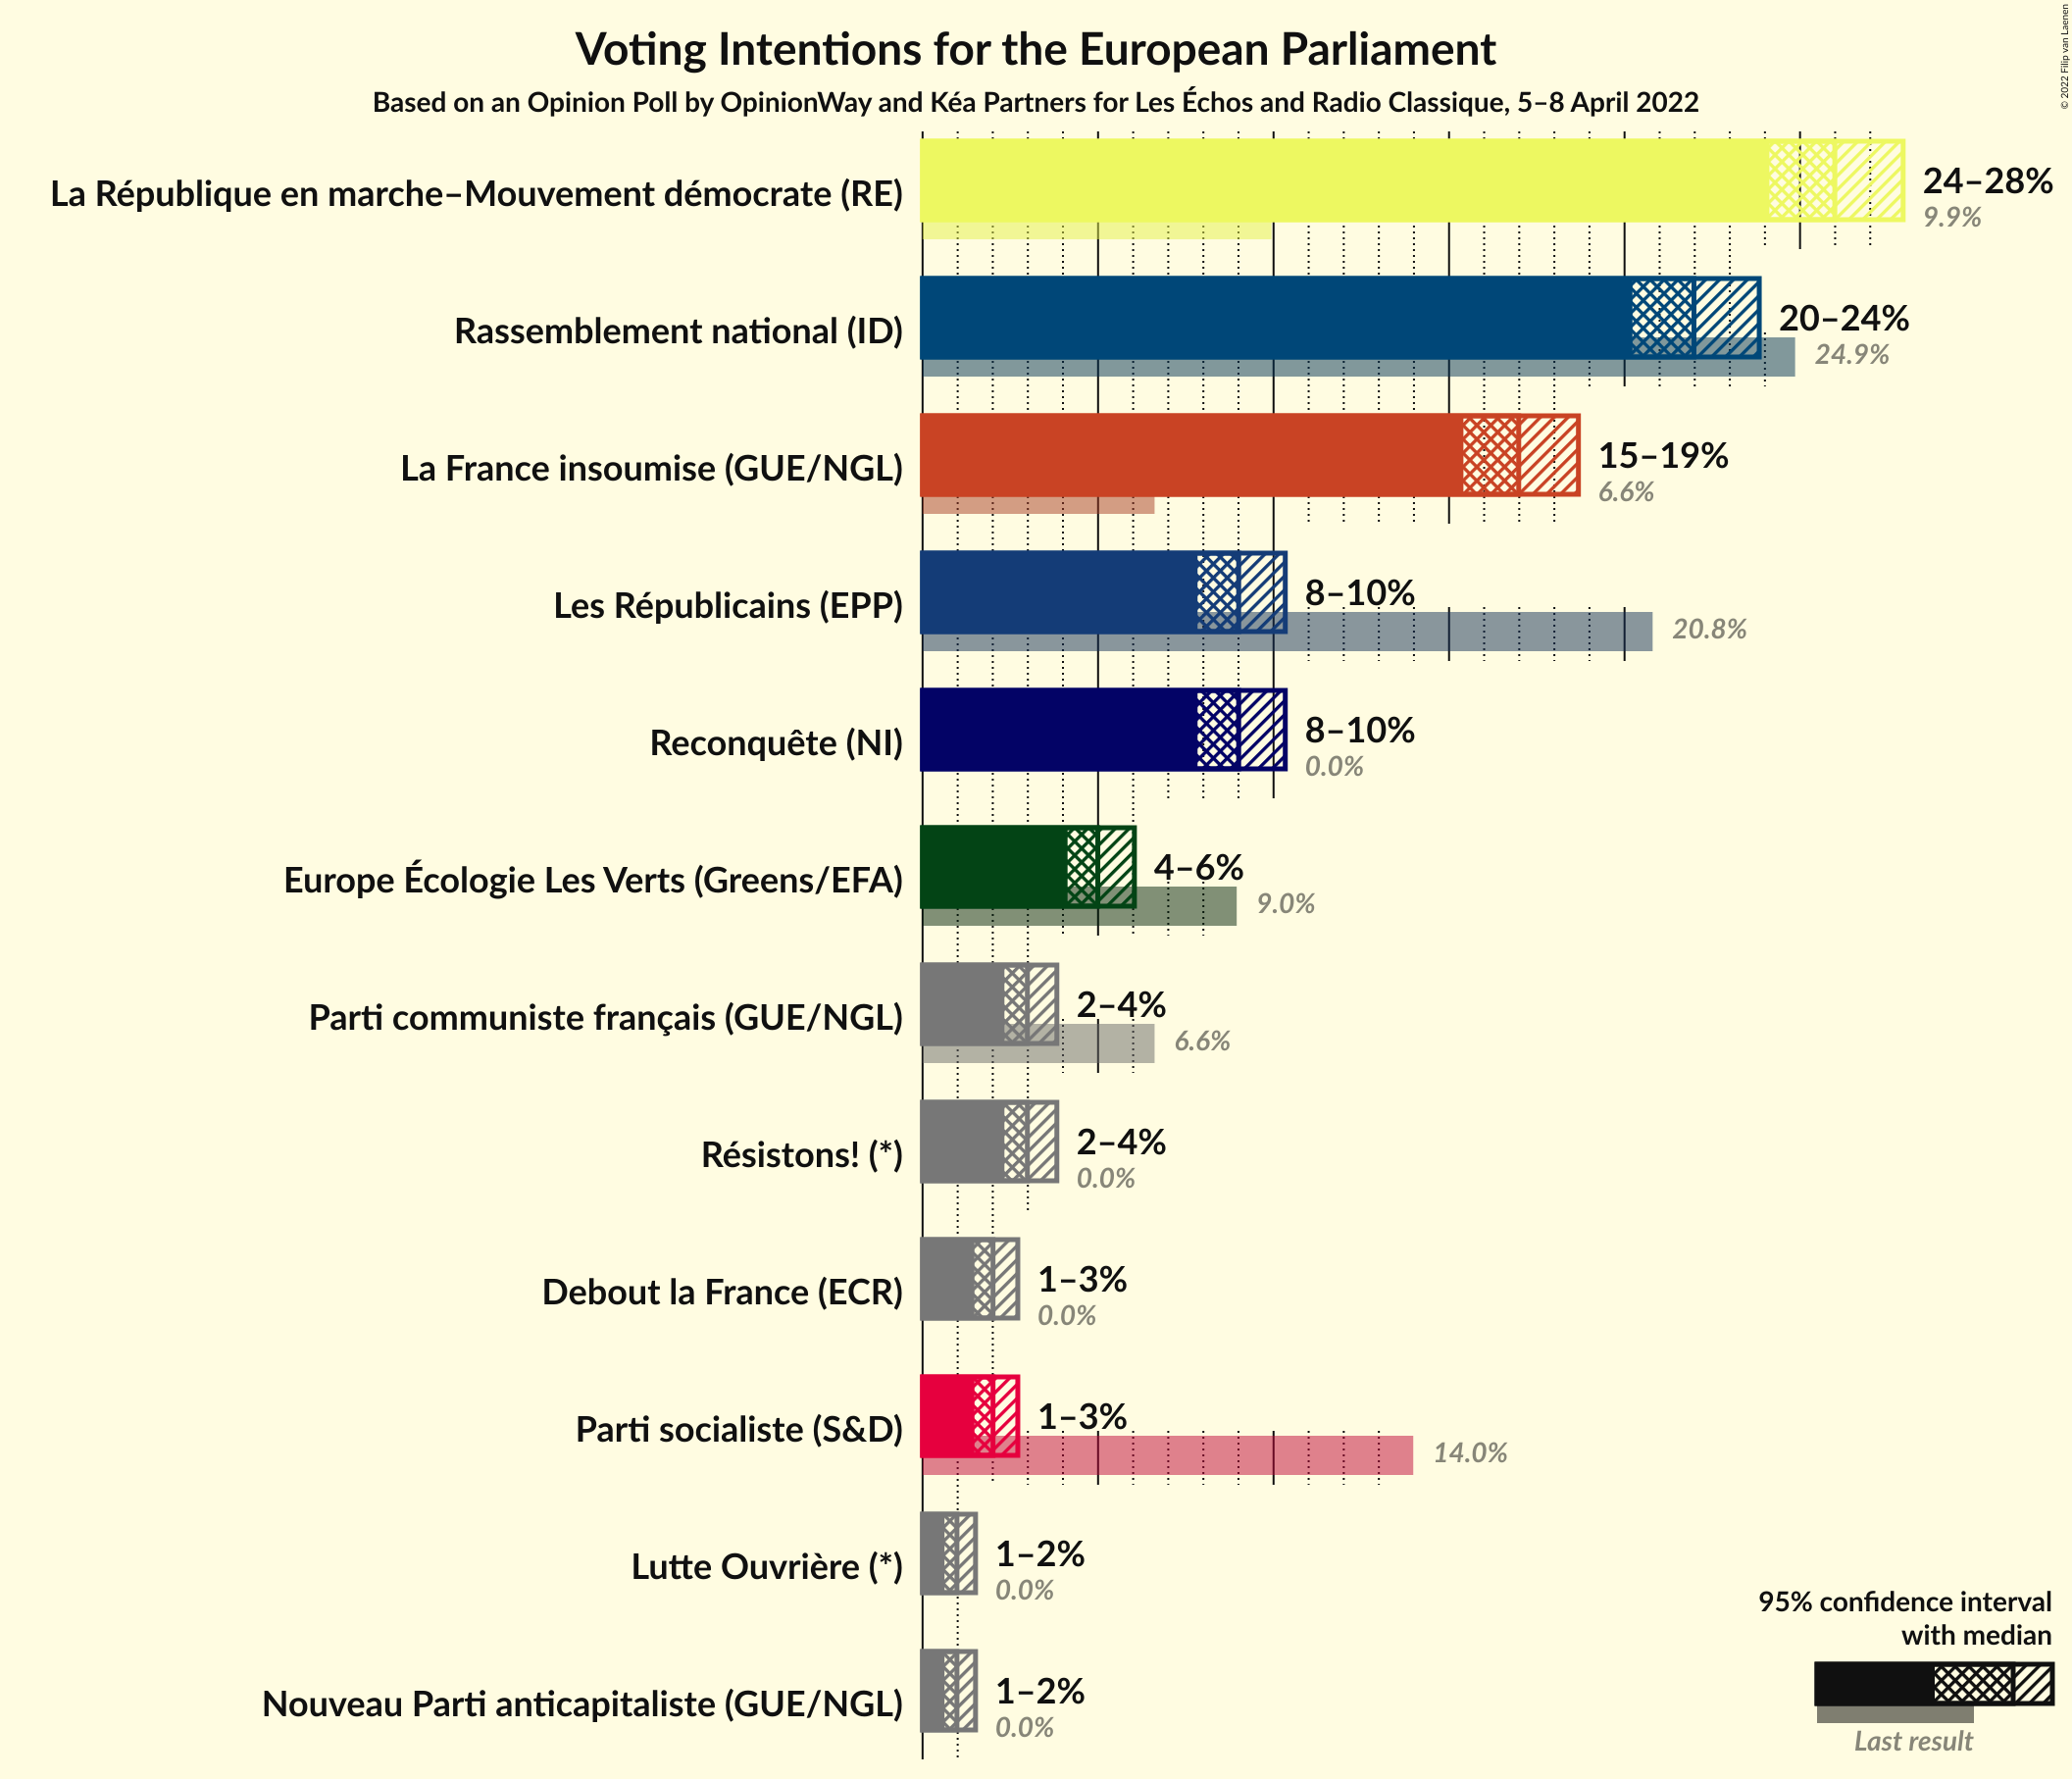 Voting Intentions for the European Parliament
Based on an Opinion Poll by OpinionWay and Kéa Partners for Les Échos and Radio Classique, 5–8 April 2022
© 2022 Filip van Laenen
La République en marche–Mouvement démocrate (RE)
24–28%
9.9%
Rassemblement national (ID)
20–24%
24.9%
La France insoumise (GUE/NGL)
15–19%
6.6%
Les Républicains (EPP)
8–10%
20.8%
Reconquête (NI)
8–10%
0.0%
Europe Écologie Les Verts (Greens/EFA)
4–6%
9.0%
Parti communiste français (GUE/NGL)
2–4%
6.6%
Résistons! (*)
2–4%
0.0%
Debout la France (ECR)
1–3%
0.0%
Parti socialiste (S&D)
1–3%
14.0%
Lutte Ouvrière (*)
1–2%
0.0%
Nouveau Parti anticapitaliste (GUE/NGL)
1–2%
0.0%
95% confidence interval
with median
Last result